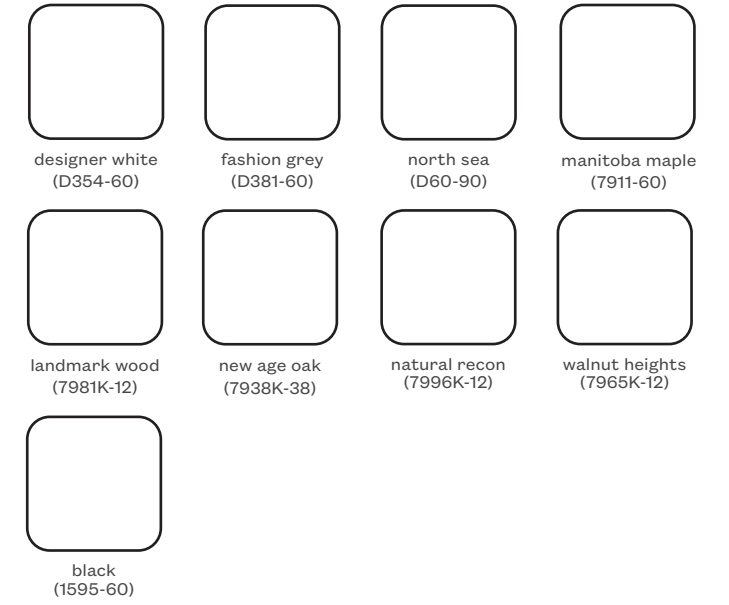 designer white
(D354-60)
fashion grey
(D381-60)
north sea
(D60-90)
manitoba maple
(7911-60)
landmark wood
(7981K-12)
new age oak
(7938K-38)
natural recon
(7996K-12)
walnut heights
(7965K-12)
black
(1595-60)